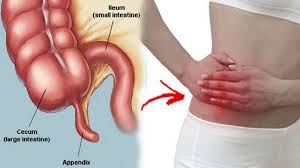 Ileum
(small intestine)
Cecum
(large intestine)
Appendix